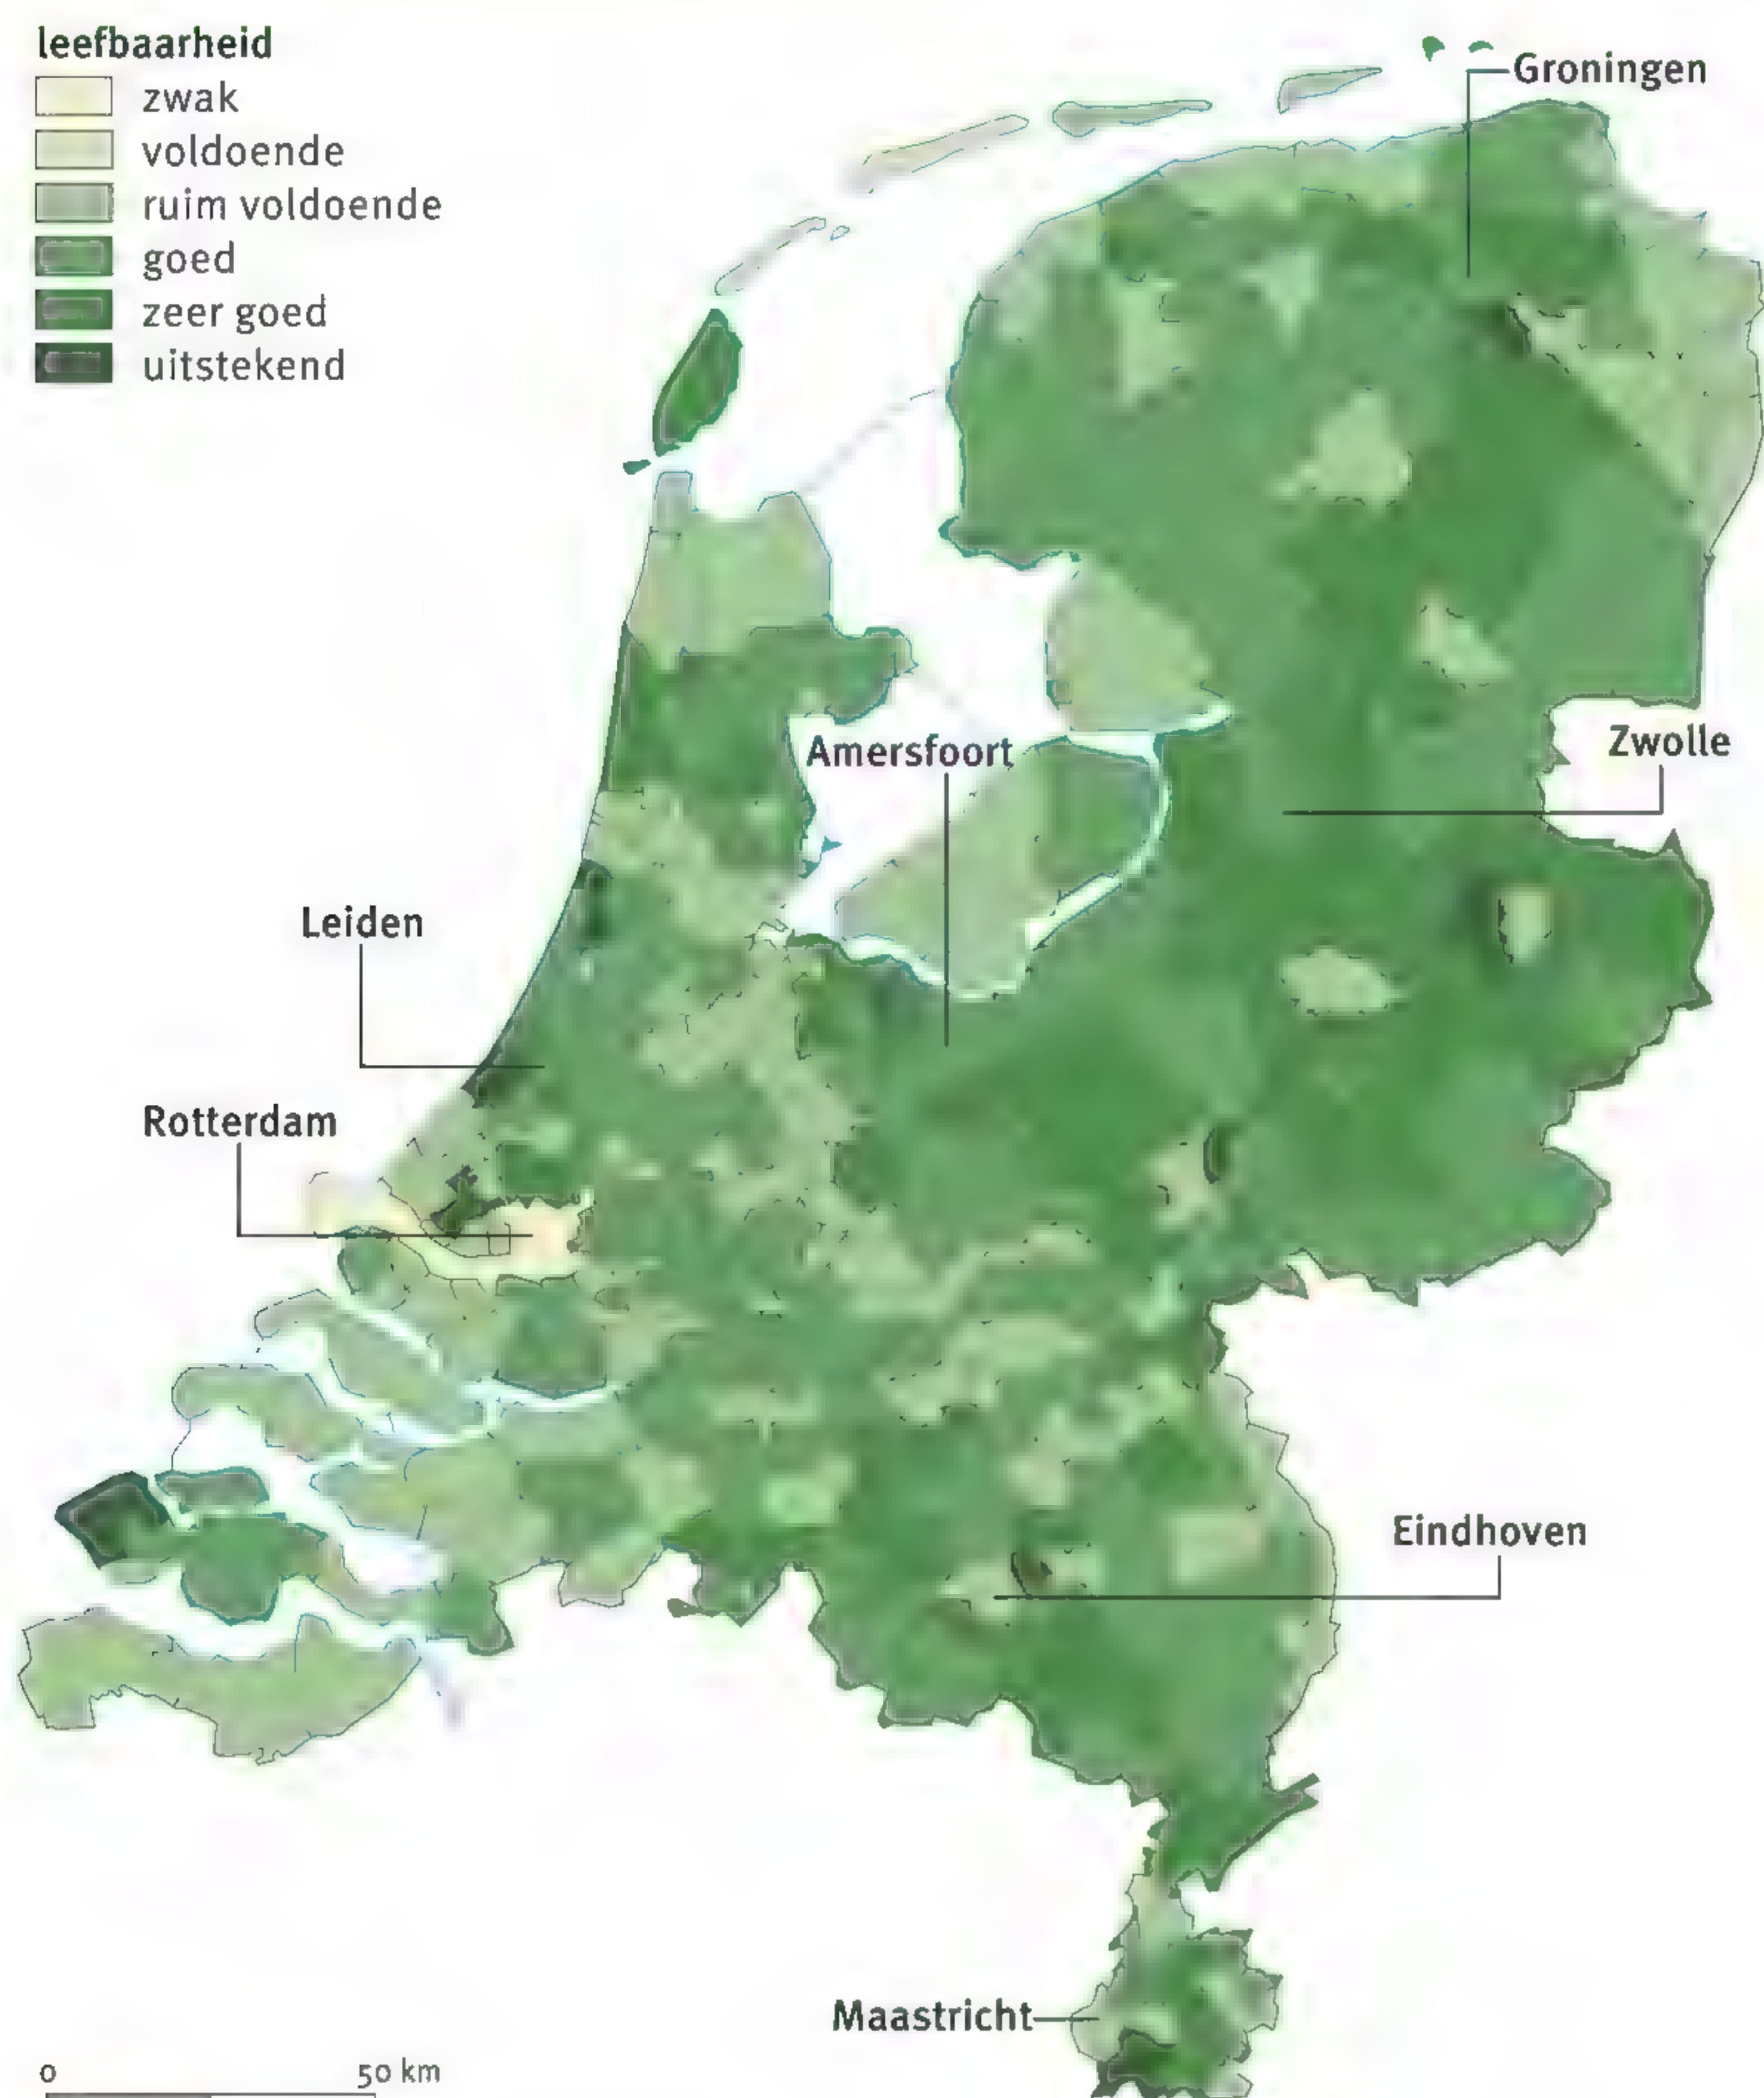 leefbaarheid
zwak
voldoende
ruim voldoende
goed
zeer goed
uitstekend
Groningen
Zwolle
Amersfoort
Leiden
Rotterdam
Eindhoven
Maastricht
0 50 km